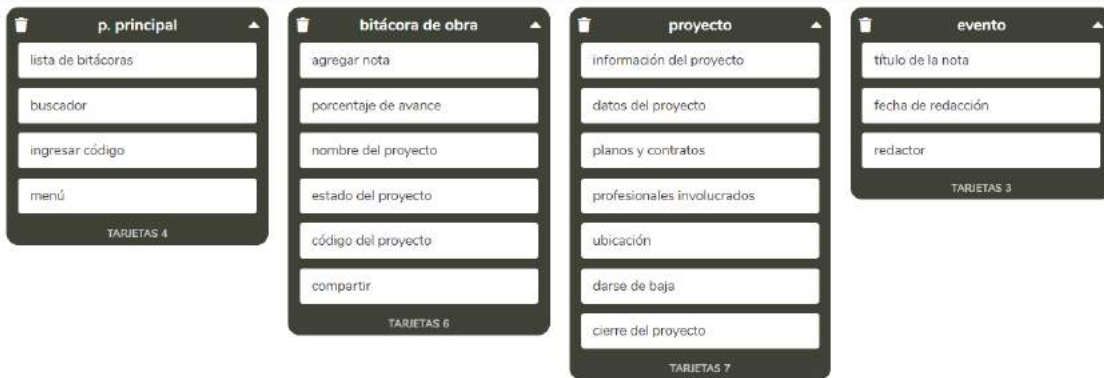 p. principal
lista de bitácoras
buscador
ingresar código
menú
TARJETAS 4
bitácora de obra
agregar nota
porcentaje de avance
nombre del proyecto
estado del proyecto
código del proyecto
compartir
TARJETAS 6
proyecto
información del proyecto
datos del proyecto
planos y contratos
profesionales involucrados
ubicación
darse de baja
cierre del proyecto
TARJETAS 7
evento
título de la nota
fecha de redacción
redactor
TARJETAS 3